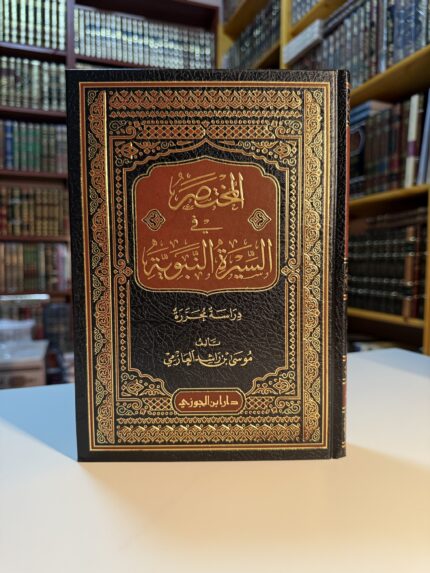 المختصر
في
السيرة النبوية
دراسة محررة
تأليف
موسى بن راشد العازمي
دار ابن الجوزي